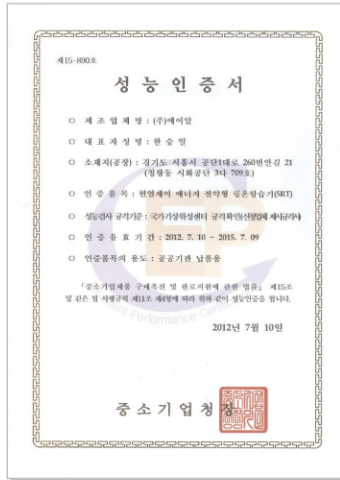 제15-890호
성능인증서
○ 제 조 업 체 명 : (주)에이알
○ 대 표 자 성 명 : 한승일
○ 소재지(공장) : 경기도 시흥시 공단1대로 260번안길 21
(정왕동 시화공단 3다 709호)
○ 인 증 품 목 : 현열제어 에너지 절약형 항온항습기(SRT)
○ 성능검사 규격기준 : 국가기상위성센터 규격확인(신청업체 제시규격서)
○ 인 증 유 효 기 간 : 2012. 7. 10 - 2015. 7. 09
○ 인증품목의 용도 : 공공기관 납품용
「중소기업제품 구매촉진 및 판로지원에 관한 법률」 제15조
및 같은 법 시행규칙 제11조 제4항에 따라 위와 같이 성능인증을 합니다.
EP
Performance
2012년 7월 10일
중소기업청장